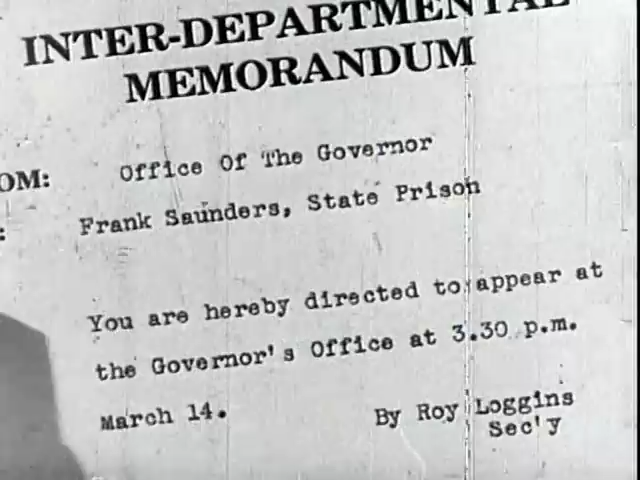 INTER-DEPARTMENTAL
MEMORANDUM
OM: Office Of The Governor
: Frank Saunders, State Prison
You are hereby directed to appear at
the Governor's Office at 3.30 p.m.
March 14. By Roy Loggins
Sec'y